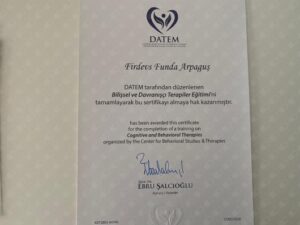 DATEM
Firdevs Funda Arpaguş
DATEM tarafından düzenlenen
Bilişsel ve Davranışçı Terapiler Eğitimi'ni
tamamlayarak bu sertifikayı almaya hak kazanmıştır.
has been awarded this certificate
for the completion of a training on
Cognitive and Behavioral Therapies
organized by the Center for Behavioral Studies & Therapies
EBRU ŞALCIOĞLU